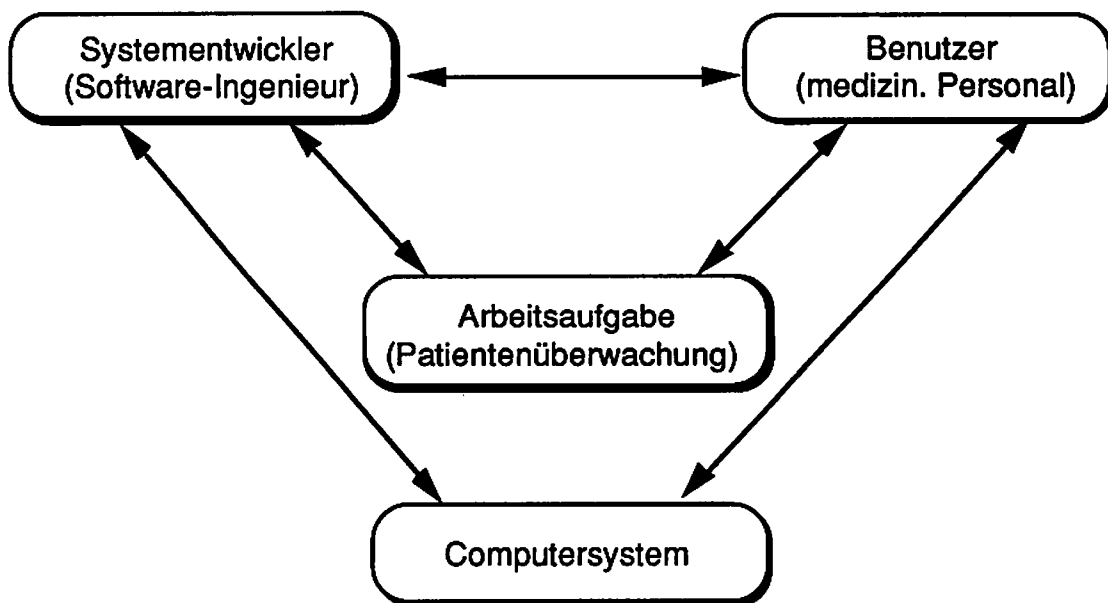 Systementwickler
(Software-Ingenieur)
Benutzer
(medizin. Personal)
Arbeitsaufgabe
(Patientenüberwachung)
Computersystem